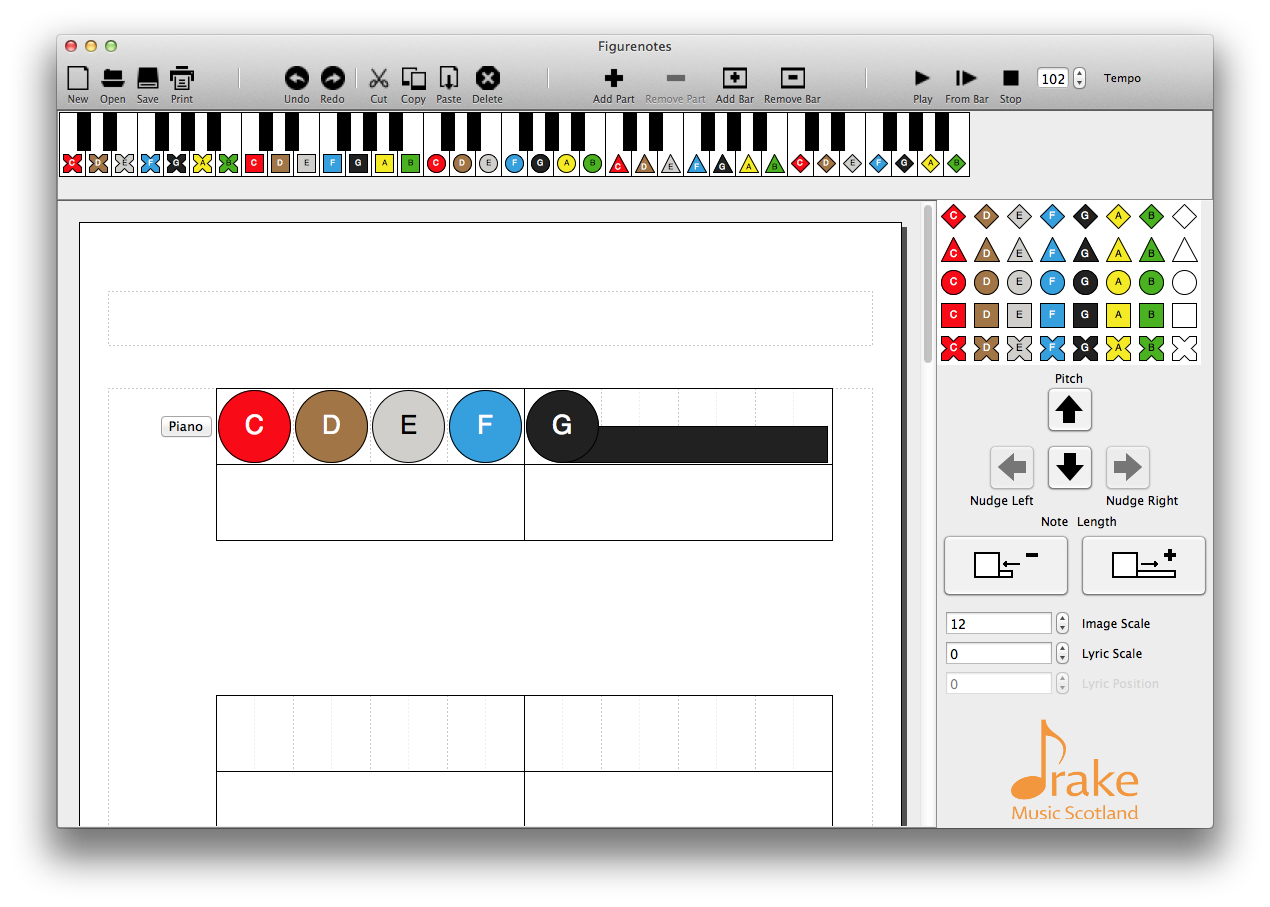 Figurenotes
New Open Save Print Undo Redo Cut Copy Paste Delete Add Part Remove Part Add Bar Remove Bar Play From Bar Stop 102 Tempo
C D E F G A B C D E F G A B C D E F G A B C D E F G A B C D E F G A B
C D E F G A B
C D E F G A B
C D E F G A B
C D E F G A B
C D E F G A B
Piano C D E F G
Pitch
Nudge Left Nudge Right
Note Length
12 Image Scale
0 Lyric Scale
0 Lyric Position
Drake
Music Scotland